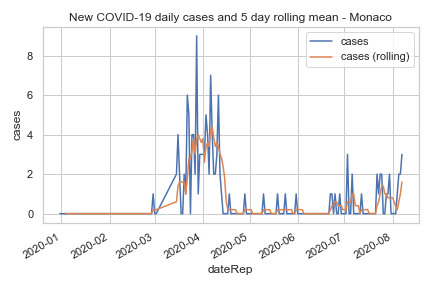 New COVID-19 daily cases and 5 day rolling mean - Monaco
cases
cases (rolling)
8
6
4
2
0
cases
2020-01
2020-02
2020-03
2020-04
2020-05
2020-06
2020-07
2020-08
dateRep